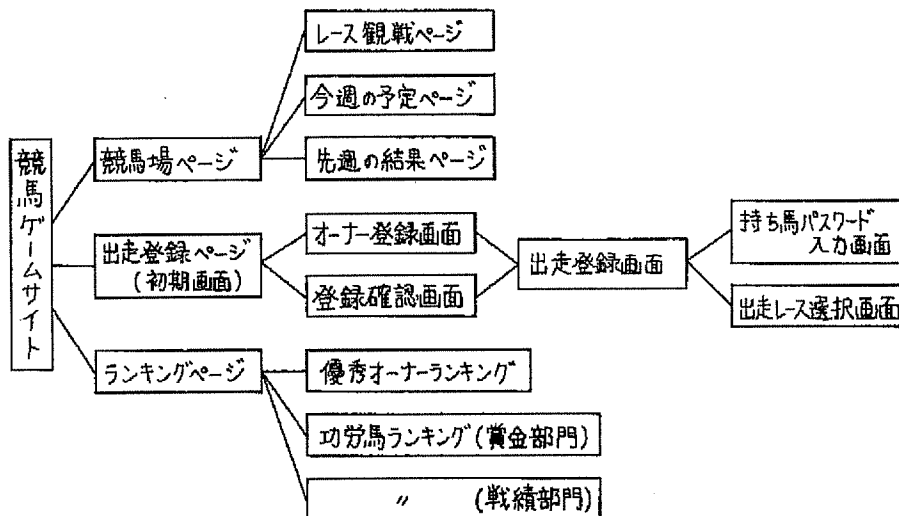 競馬ゲームサイト
競馬場ページ
レース観戦ページ
今週の予定ページ
先週の結果ページ
出走登録ページ
(初期画面)
オーナー登録画面
登録確認画面
出走登録画面
持ち馬パスワード
入力画面
出走レース選択画面
ランキングページ
優秀オーナーランキング
功労馬ランキング(賞金部門)
〃 (戦績部門)